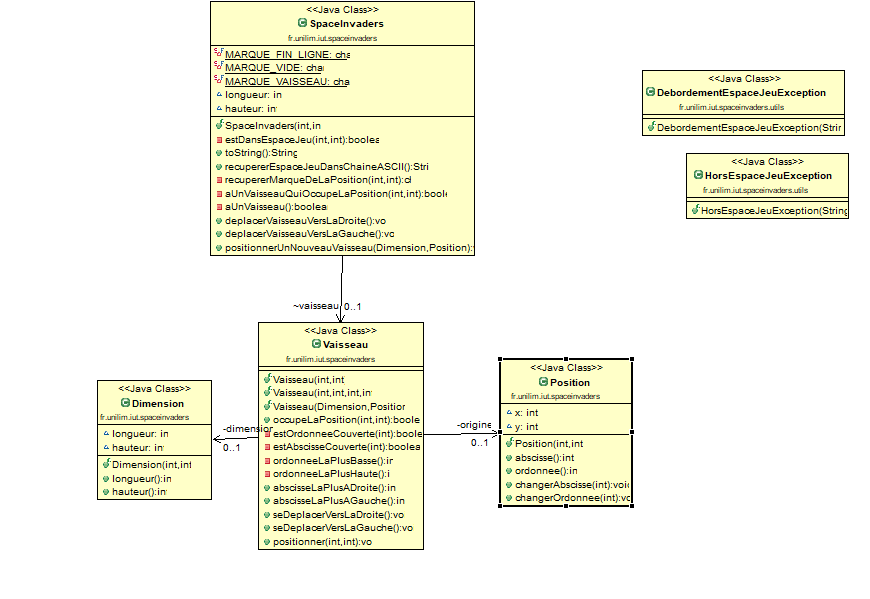 <<Java Class>>
SpaceInvaders
fr.unilim.iut.spaceinvaders
MARQUE_FIN_LIGNE: cha
MARQUE_VIDE: char
MARQUE_VAISSEAU: cha
longueur: in
hauteur: in
SpaceInvaders(int,in
estDansEspaceJeu(int,int):boolea
toString():String
recupererEspaceJeuDansChaineASCII():Stri
recupererMarqueDeLaPosition(int,int):cl
aUnVaisseauQuiOccupeLaPosition(int,int):boole
aUnVaisseau():boolea
deplacerVaisseauVersLaDroite():vo
deplacerVaisseauVersLaGauche():vo
positionnerUnNouveauVaisseau(Dimension,Position):
<<Java Class>>
DebordementEspaceJeuException
fr.unilim.iut.spaceinvaders.utils
DebordementEspaceJeuException(Strir
<<Java Class>>
HorsEspaceJeuException
fr.unilim.iut.spaceinvaders.utils
HorsEspaceJeuException(String
~vaisseau 0..1
<<Java Class>>
Vaisseau
fr.unilim.iut.spaceinvaders
Vaisseau(int,int
Vaisseau(int,int,int,in
Vaisseau(Dimension,Position
occupeLaPosition(int,int):boole
estOrdonneeCouverte(int):boole
estAbscisseCouverte(int):boolea
ordonneeLaPlusBasse():in
ordonneeLaPlusHaute():i
abscisseLaPlusADroite():in
abscisseLaPlusAGauche():in
seDeplacerVersLaDroite():vo
seDeplacerVersLaGauche():vo
positionner(int,int):vo
-dimension
0..1
<<Java Class>>
Dimension
fr.unilim.iut.spaceinvaders
longueur: in
hauteur: in
Dimension(int,int
longueur():in
hauteur():in
-origine
0..1
<<Java Class>>
Position
fr.unilim.iut.spaceinvaders
x: int
y: int
Position(int,int
abscisse():int
ordonnee():in
changerAbscisse(int):voi
changerOrdonnee(int):vo